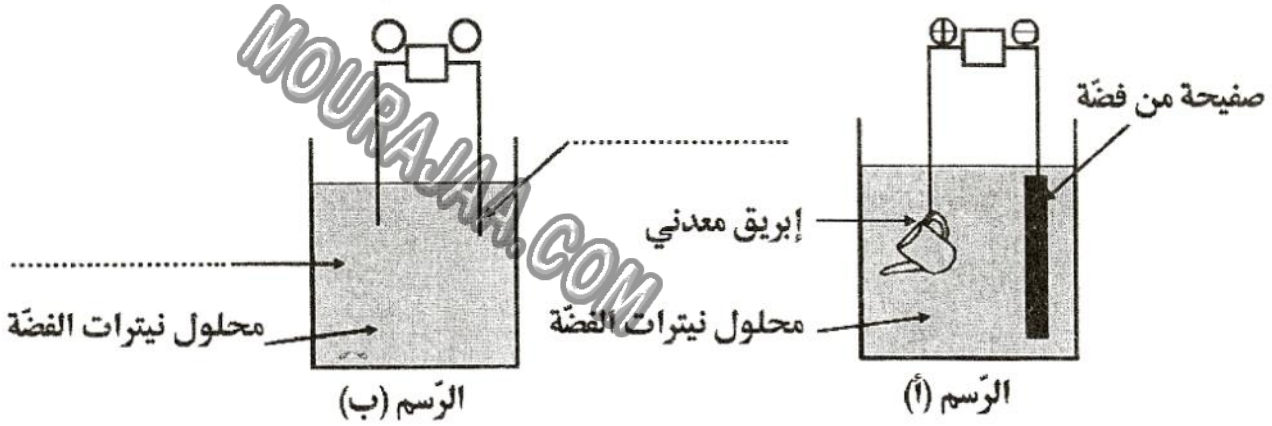 صفيحة من فضّة
إبريق معدني
محلول نيترات الفضّة
الرّسم (أ)
محلول نيترات الفضّة
الرّسم (ب)
+
-
MOURAJAA.COM